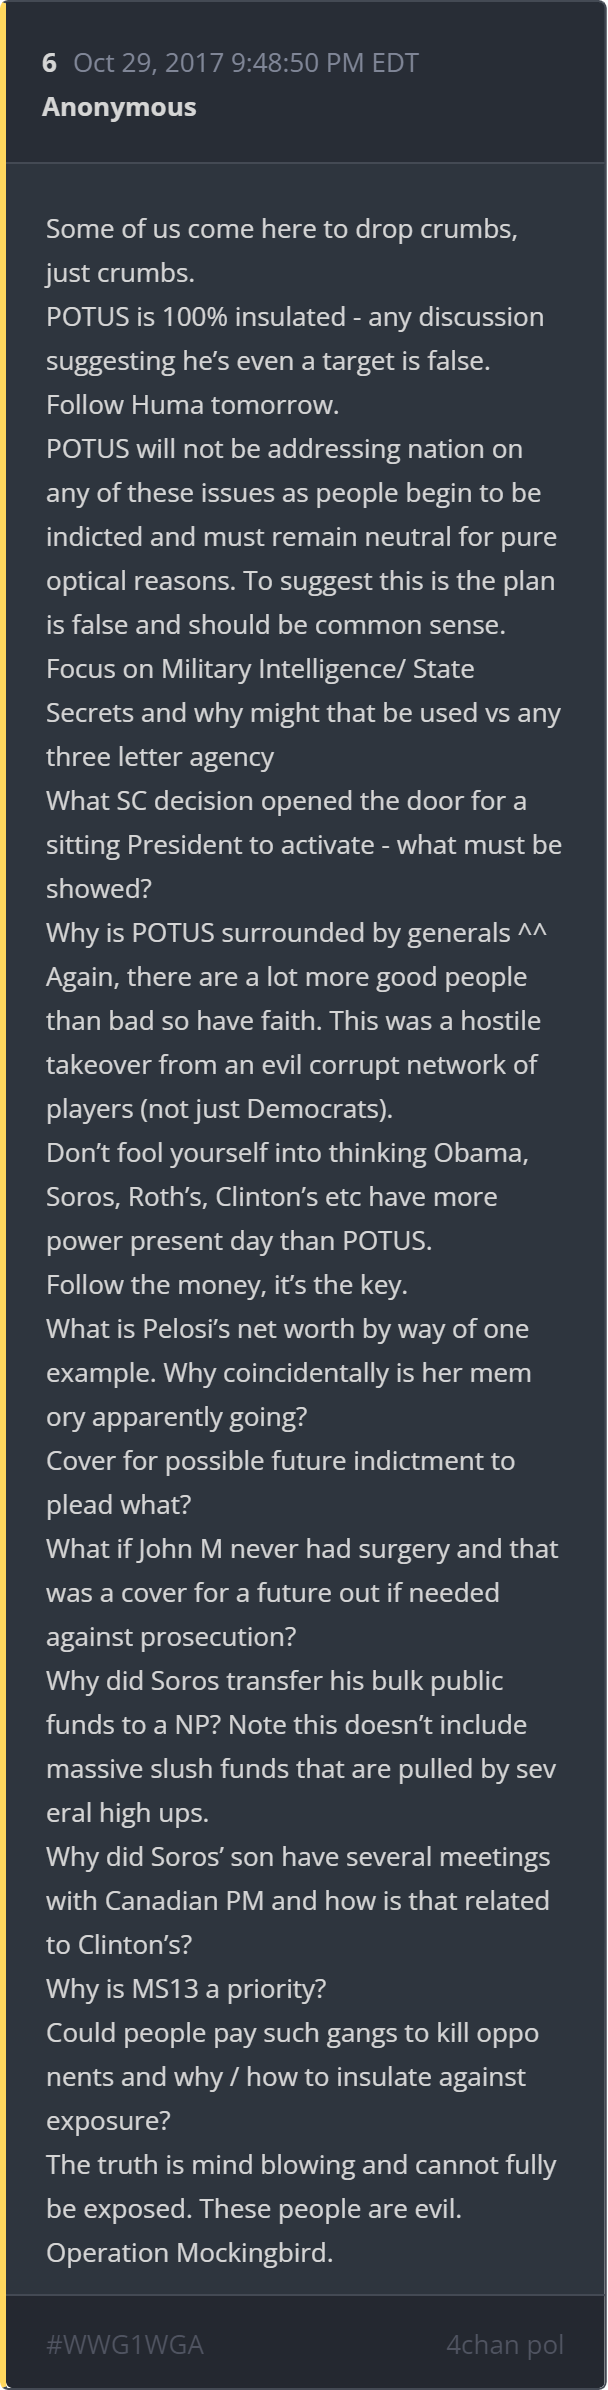 6 Oct 29, 2017 9:48:50 PM EDT
Anonymous
Some of us come here to drop crumbs,
just crumbs.
POTUS is 100% insulated - any discussion
suggesting he’s even a target is false.
Follow Huma tomorrow.
POTUS will not be addressing nation on
any of these issues as people begin to be
indicted and must remain neutral for pure
optical reasons. To suggest this is the plan
is false and should be common sense.
Focus on Military Intelligence/ State
Secrets and why might that be used vs any
three letter agency
What SC decision opened the door for a
sitting President to activate - what must be
showed?
Why is POTUS surrounded by generals ^^
Again, there are a lot more good people
than bad so have faith. This was a hostile
takeover from an evil corrupt network of
players (not just Democrats).
Don’t fool yourself into thinking Obama,
Soros, Roth’s, Clinton’s etc have more
power present day than POTUS.
Follow the money, it’s the key.
What is Pelosi’s net worth by way of one
example. Why coincidentally is her mem
ory apparently going?
Cover for possible future indictment to
plead what?
What if John M never had surgery and that
was a cover for a future out if needed
against prosecution?
Why did Soros transfer his bulk public
funds to a NP? Note this doesn’t include
massive slush funds that are pulled by sev
eral high ups.
Why did Soros’ son have several meetings
with Canadian PM and how is that related
to Clinton’s?
Why is MS13 a priority?
Could people pay such gangs to kill oppo
nents and why / how to insulate against
exposure?
The truth is mind blowing and cannot fully
be exposed. These people are evil.
Operation Mockingbird.
#WWG1WGA 4chan pol